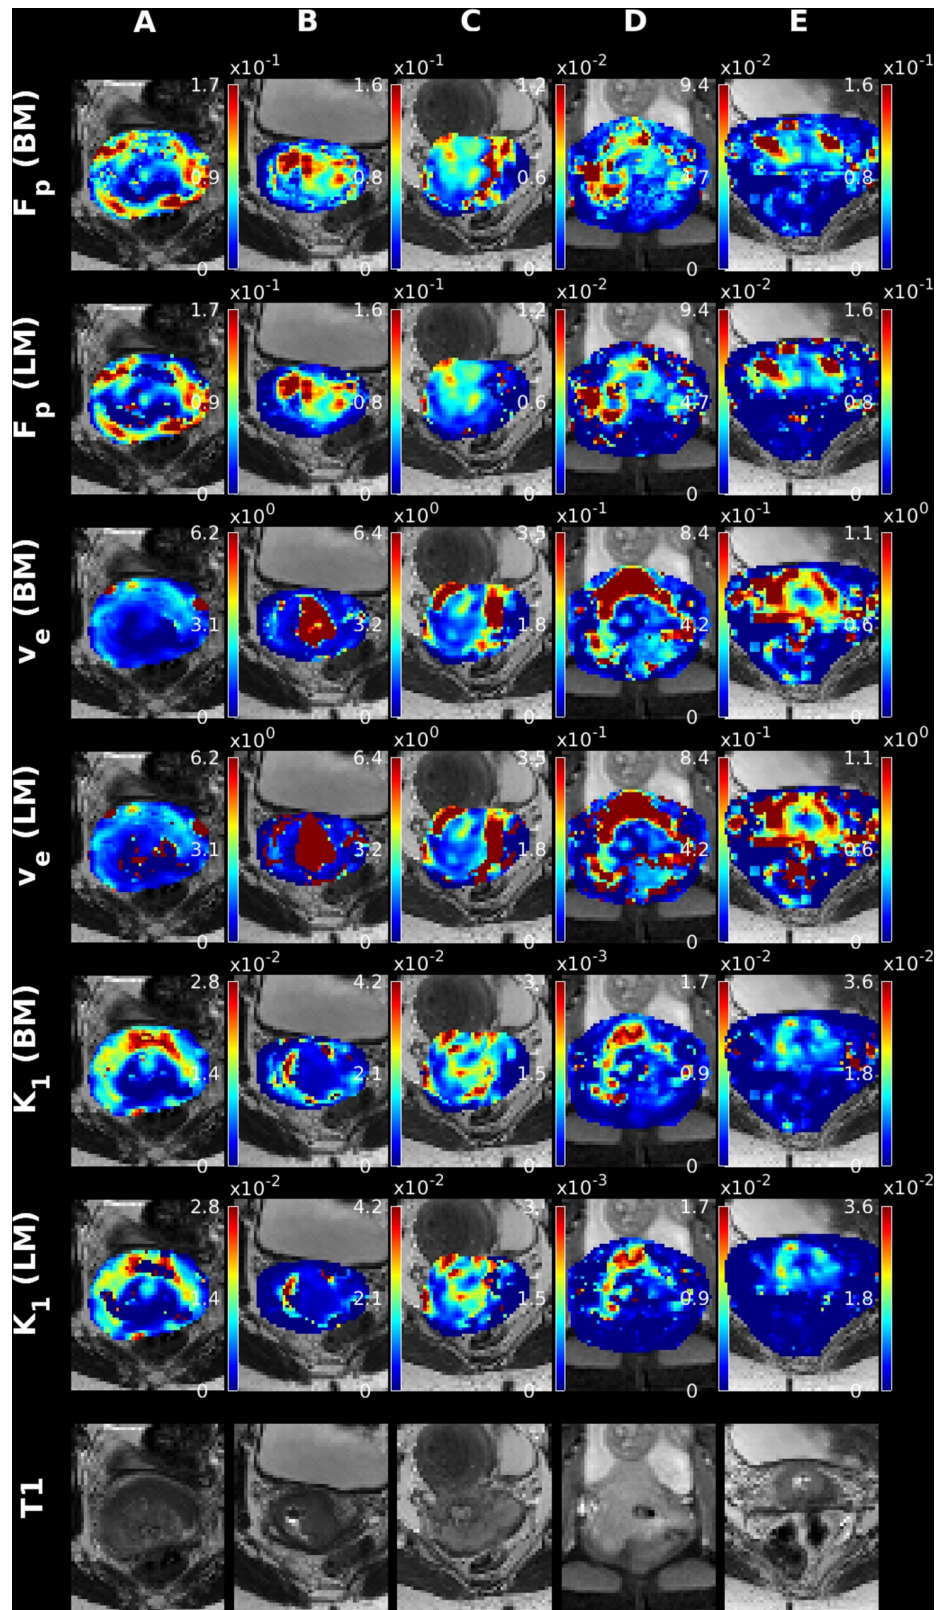 A B C D E
x10⁻¹ x10⁻¹ x10⁻² x10⁻² x10⁻¹
F_p (BM)
1.7 1.6 1.2 9.4 1.6
0.9 0.8 0.6 4.7 0.8
0 0 0 0 0
x10⁻¹ x10⁻¹ x10⁻² x10⁻² x10⁻¹
F_p (LM)
1.7 1.6 1.2 9.4 1.6
0.9 0.8 0.6 4.7 0.8
0 0 0 0 0
x10⁰ x10⁰ x10⁻¹ x10⁻¹ x10⁰
v_e (BM)
6.2 6.4 3.5 8.4 1.1
3.1 3.2 1.8 4.2 0.6
0 0 0 0 0
x10⁰ x10⁰ x10⁻¹ x10⁻¹ x10⁰
v_e (LM)
6.2 6.4 3.5 8.4 1.1
3.1 3.2 1.8 4.2 0.6
0 0 0 0 0
x10⁻² x10⁻² x10⁻³ x10⁻² x10⁻²
K_1 (BM)
2.8 4.2 3.1 1.7 3.6
1.4 2.1 1.5 0.9 1.8
0 0 0 0 0
x10⁻² x10⁻² x10⁻³ x10⁻² x10⁻²
K_1 (LM)
2.8 4.2 3.1 1.7 3.6
1.4 2.1 1.5 0.9 1.8
0 0 0 0 0
T1